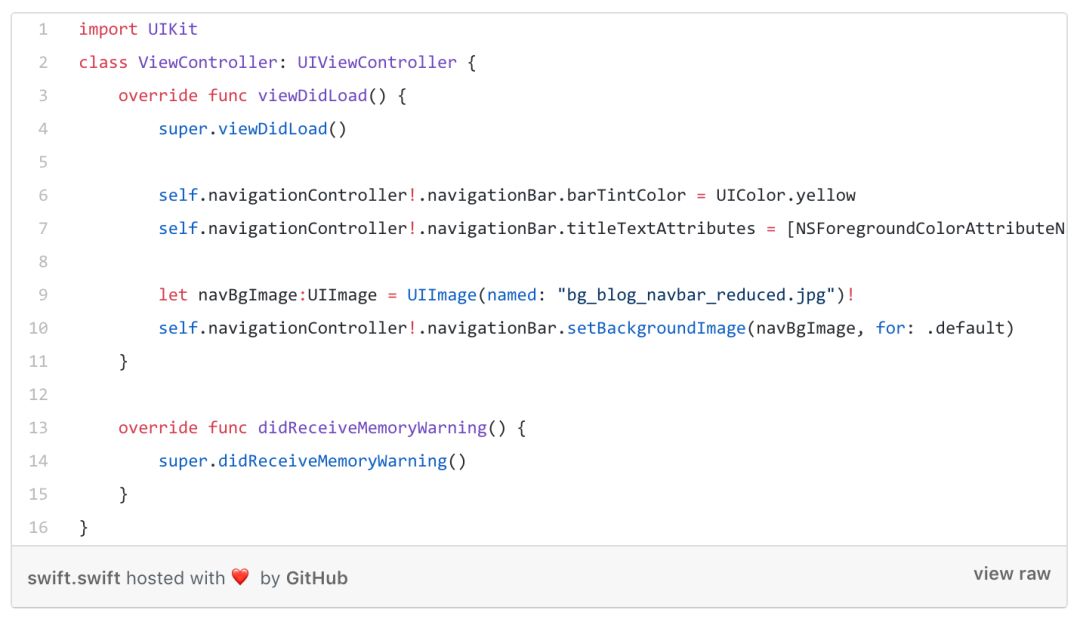 1 import UIKit
2 class ViewController: UIViewController {
3     override func viewDidLoad() {
4         super.viewDidLoad()
5
6         self.navigationController!.navigationBar.barTintColor = UIColor.yellow
7         self.navigationController!.navigationBar.titleTextAttributes = [NSForegroundColorAttributeN
8
9         let navBgImage:UIImage = UIImage(named: "bg_blog_navbar_reduced.jpg")!
10         self.navigationController!.navigationBar.setBackgroundImage(navBgImage, for: .default)
11     }
12
13     override func didReceiveMemoryWarning() {
14         super.didReceiveMemoryWarning()
15     }
16 }
swift.swift hosted with ❤ by GitHub view raw